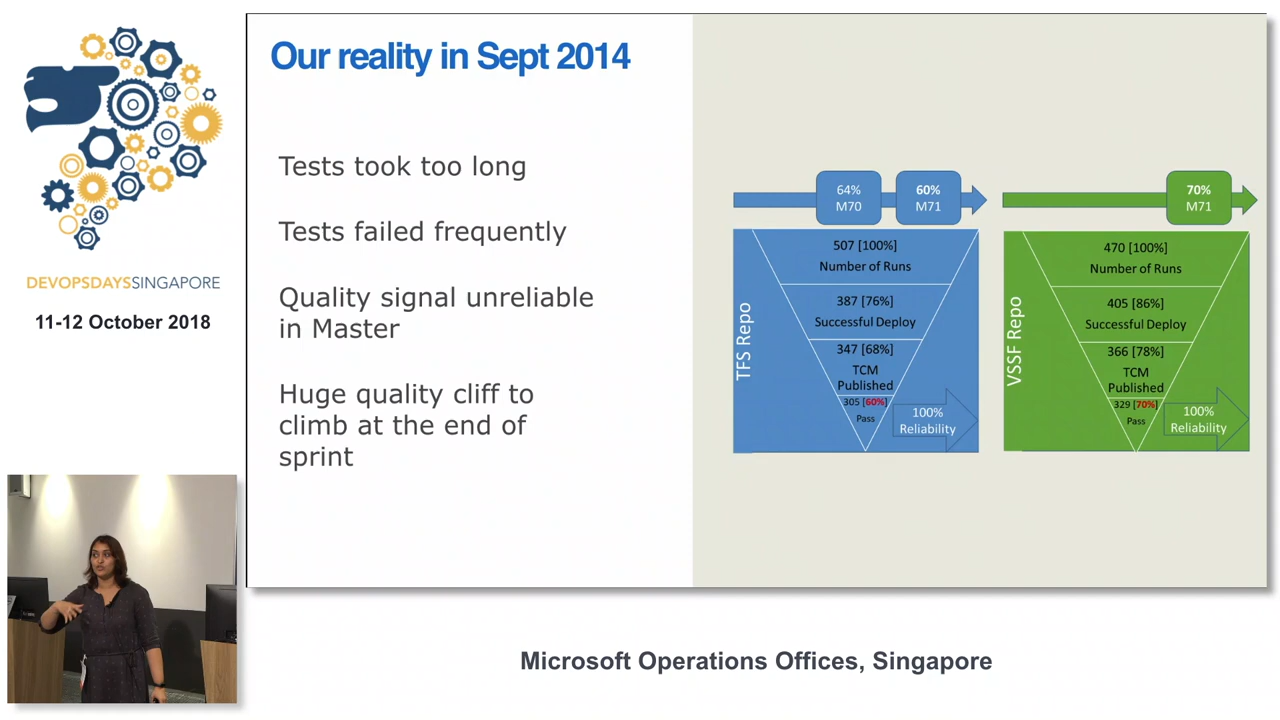 DEVOPSDAYSSINGAPORE
11-12 October 2018
Our reality in Sept 2014
Tests took too long
Tests failed frequently
Quality signal unreliable
in Master
Huge quality cliff to
climb at the end of
sprint
64%
M70
60%
M71
TFS Repo
507 [100%]
Number of Runs
387 [76%]
Successful Deploy
347 [68%]
TCM
Published
305 [60%]
Pass
100%
Reliability
70%
M71
VSSF Repo
470 [100%]
Number of Runs
405 [86%]
Successful Deploy
366 [78%]
TCM
Published
329 [70%]
Pass
100%
Reliability
Microsoft Operations Offices, Singapore